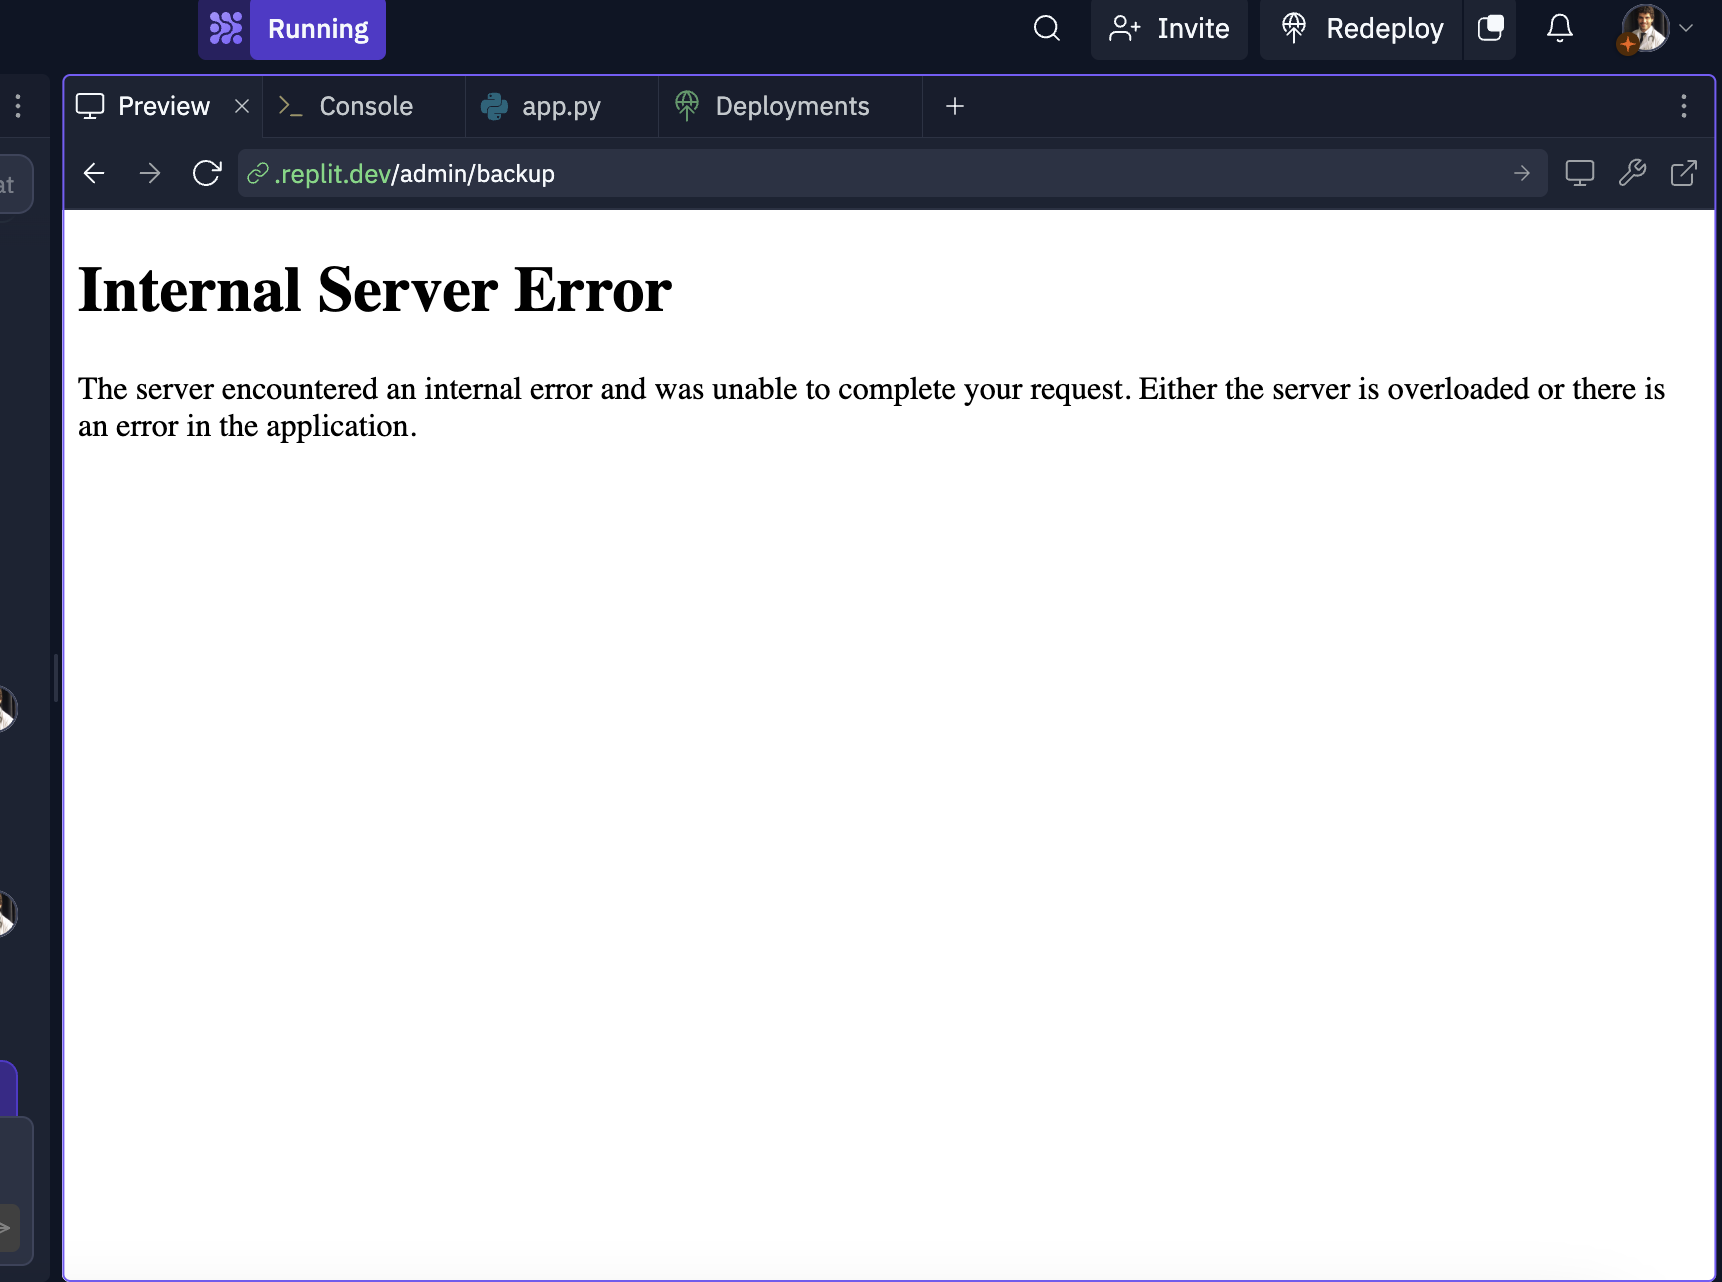 Running
Invite
Redeploy
Preview
Console
app.py
Deployments
at
.replit.dev/admin/backup
Internal Server Error
The server encountered an internal error and was unable to complete your request. Either the server is overloaded or there is
an error in the application.